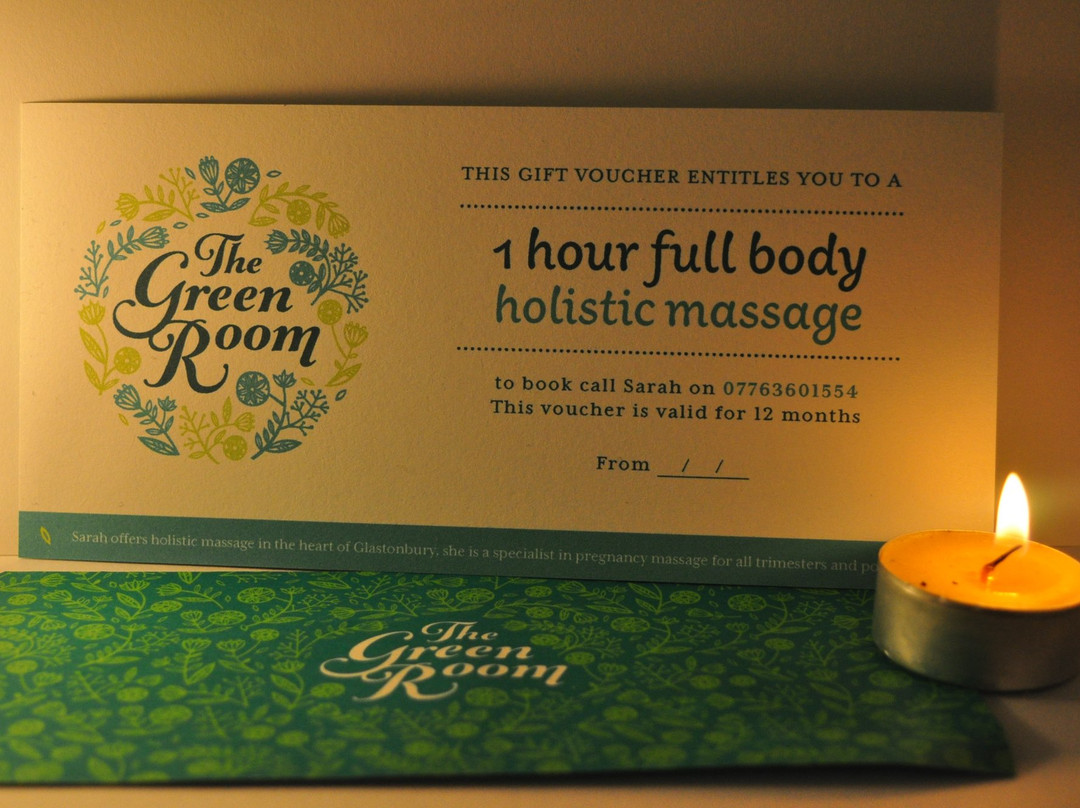 The
Green
Room
THIS GIFT VOUCHER ENTITLES YOU TO A
1 hour full body
holistic massage
to book call Sarah on 07763601554
This voucher is valid for 12 months
From / /
Sarah offers holistic massage in the heart of Glastonbury, she is a specialist in pregnancy massage for all trimesters and
The
Green
Room